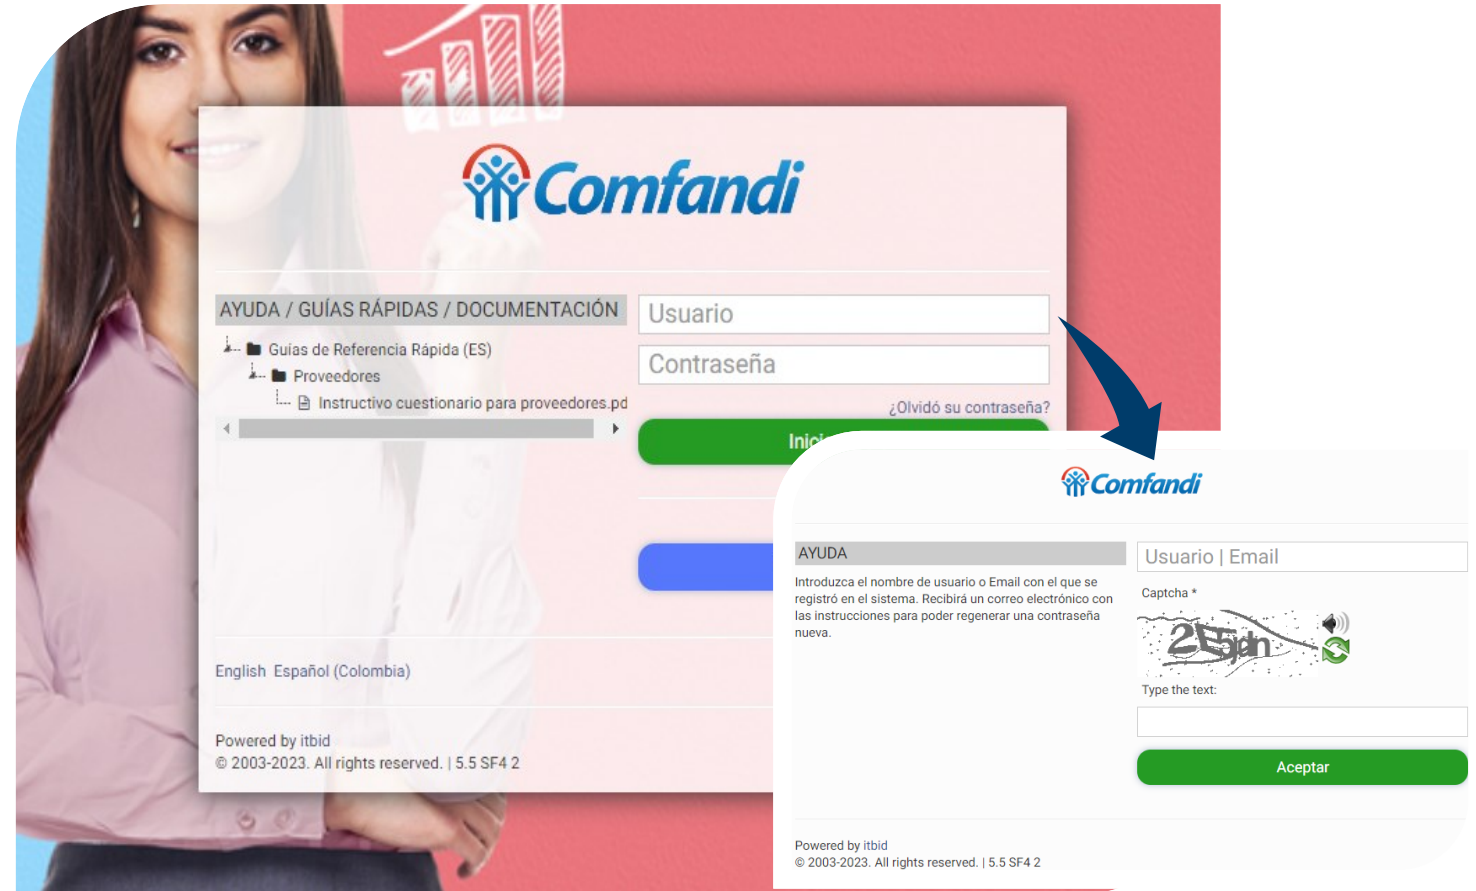 Comfandi
AYUDA / GUÍAS RÁPIDAS / DOCUMENTACIÓN
Guías de Referencia Rápida (ES)
Proveedores
Instructivo cuestionario para proveedores.pd
Usuario
Contraseña
¿Olvidó su contraseña?
English Español (Colombia)
Powered by itbid
© 2003-2023. All rights reserved. | 5.5 SF4 2
Comfandi
AYUDA
Introduzca el nombre de usuario o Email con el que se
registró en el sistema. Recibirá un correo electrónico con
las instrucciones para poder regenerar una contraseña
nueva.
Usuario | Email
Captcha *
Type the text:
Aceptar
Powered by itbid
© 2003-2023. All rights reserved. | 5.5 SF4 2